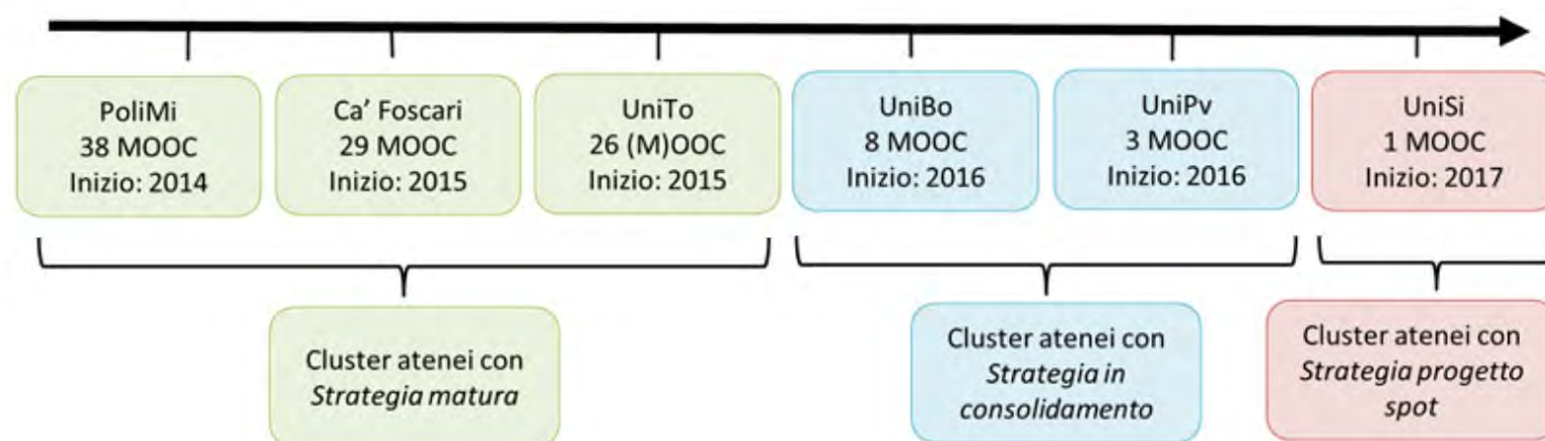 PoliMi
38 MOOC
Inizio: 2014
Ca' Foscari
29 MOOC
Inizio: 2015
UniTo
26 (M)OOC
Inizio: 2015
UniBo
8 MOOC
Inizio: 2016
UniPv
3 MOOC
Inizio: 2016
UniSi
1 MOOC
Inizio: 2017
Cluster atenei con
Strategia matura
Cluster atenei con
Strategia in
consolidamento
Cluster atenei con
Strategia progetto
spot